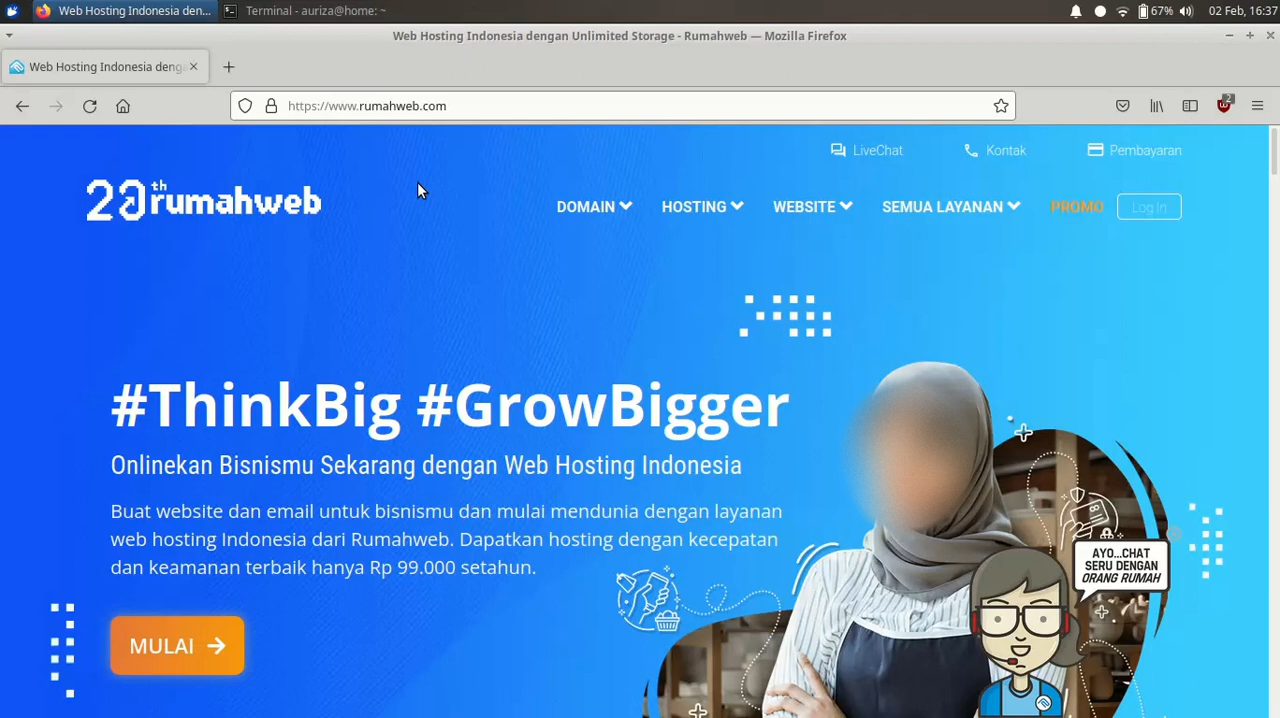 Web Hosting Indonesia den...
Terminal - auriza@home: ~
67%
02 Feb, 16:37
Web Hosting Indonesia dengan Unlimited Storage - Rumahweb — Mozilla Firefox
Web Hosting Indonesia denga
https://www.rumahweb.com
2
LiveChat
Kontak
Pembayaran
20th rumahweb
DOMAIN
HOSTING
WEBSITE
SEMUA LAYANAN
PROMO
Log In
#ThinkBig #GrowBigger
Onlinekan Bisnismu Sekarang dengan Web Hosting Indonesia
Buat website dan email untuk bisnismu dan mulai mendunia dengan layanan
web hosting Indonesia dari Rumahweb. Dapatkan hosting dengan kecepatan
dan keamanan terbaik hanya Rp 99.000 setahun.
MULAI
AYO...CHAT
SERU DENGAN
ORANG RUMAH